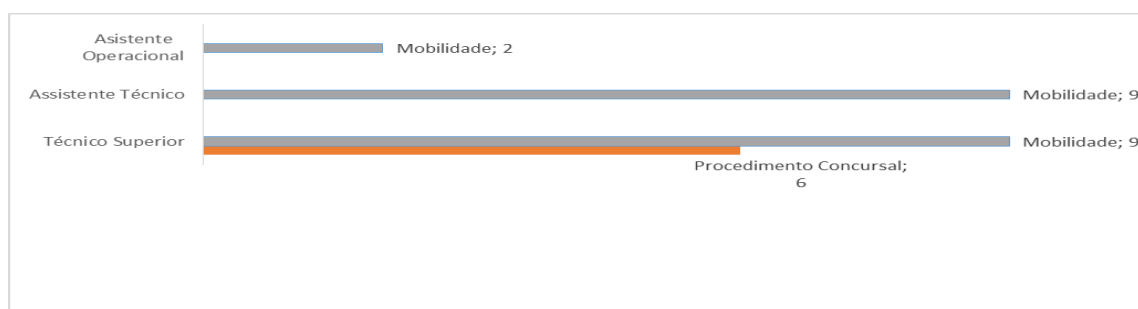 Asistente
Operacional
Mobilidade; 2
Assistente Técnico
Mobilidade; 9
Técnico Superior
Mobilidade; 9
Procedimento Concursal;
6